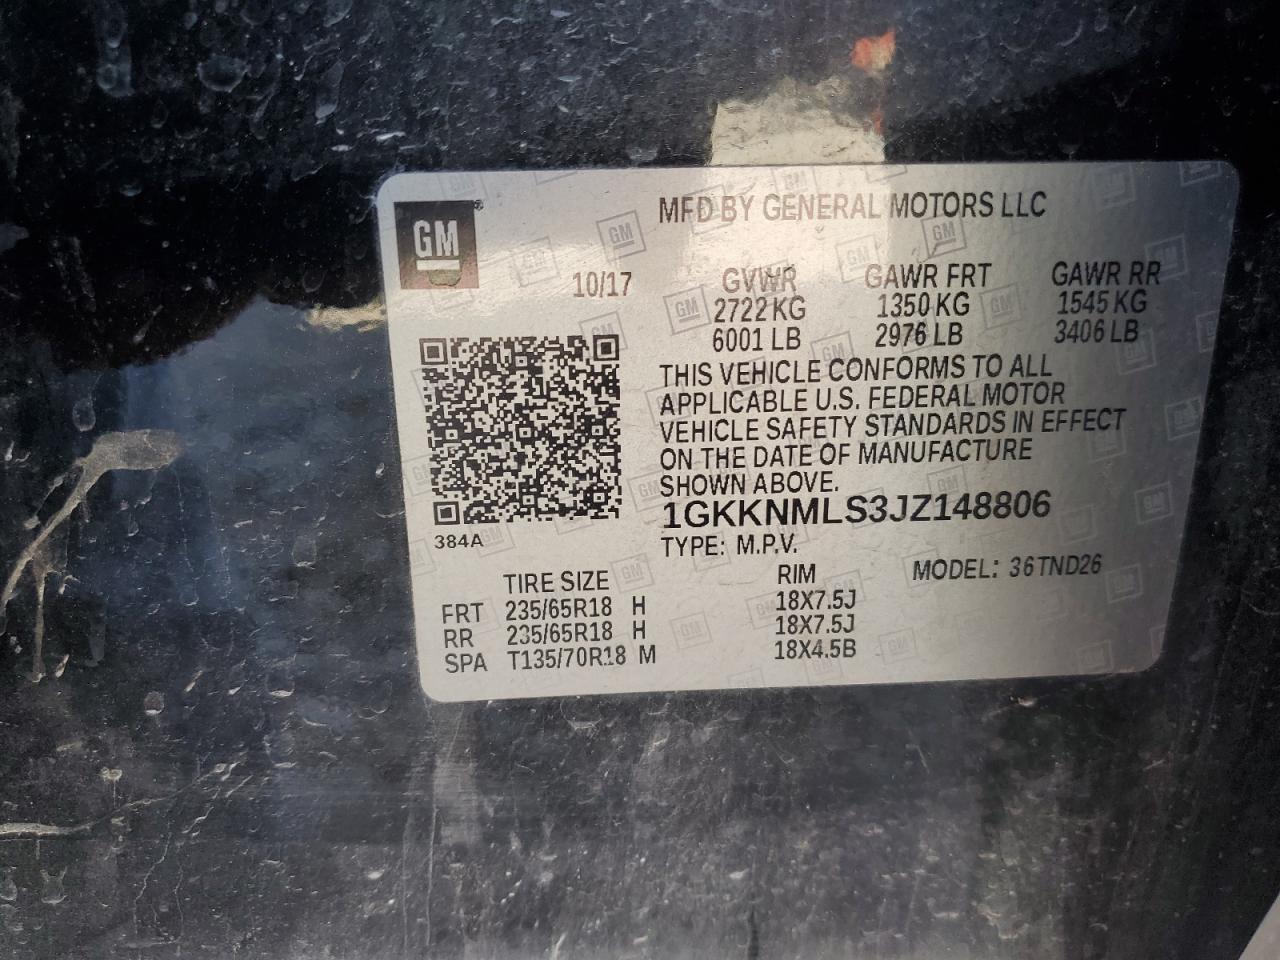 MFD BY GENERAL MOTORS LLC
GM
10/17 GVWR GAWR FRT GAWR RR
2722 KG 1350 KG 1545 KG
6001 LB 2976 LB 3406 LB
THIS VEHICLE CONFORMS TO ALL
APPLICABLE U.S. FEDERAL MOTOR
VEHICLE SAFETY STANDARDS IN EFFECT
ON THE DATE OF MANUFACTURE
SHOWN ABOVE.
1GKKNMLS3JZ148806
384A
TYPE: M.P.V. MODEL: 36TND26
TIRE SIZE RIM
FRT 235/65R18 H 18X7.5J
RR 235/65R18 H 18X7.5J
SPA T135/70R18 M 18X4.5B